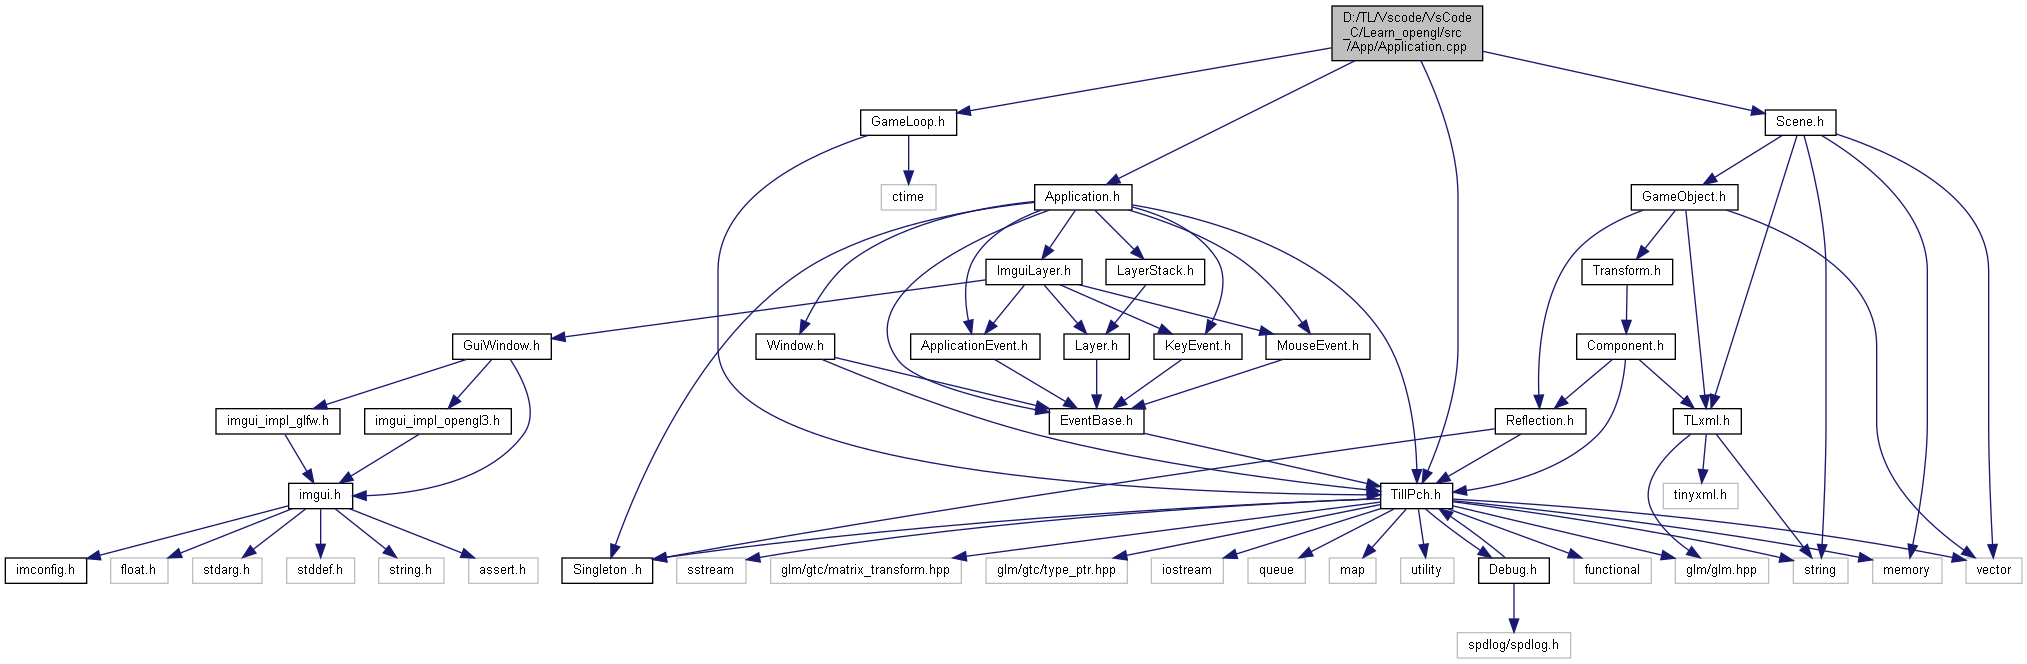 D:/TL/Vscode/VsCode
_C/Learn_opengl/src
/App/Application.cpp
GameLoop.h
Scene.h
ctime
Application.h
GameObject.h
ImguiLayer.h
LayerStack.h
Transform.h
GuiWindow.h
Window.h
ApplicationEvent.h
Layer.h
KeyEvent.h
MouseEvent.h
Component.h
imgui_impl_glfw.h
imgui_impl_opengl3.h
EventBase.h
Reflection.h
TLxml.h
imgui.h
TillPch.h
tinyxml.h
imconfig.h
float.h
stdarg.h
stddef.h
string.h
assert.h
Singleton .h
sstream
glm/gtc/matrix_transform.hpp
glm/gtc/type_ptr.hpp
iostream
queue
map
utility
Debug.h
functional
glm/glm.hpp
string
memory
vector
spdlog/spdlog.h